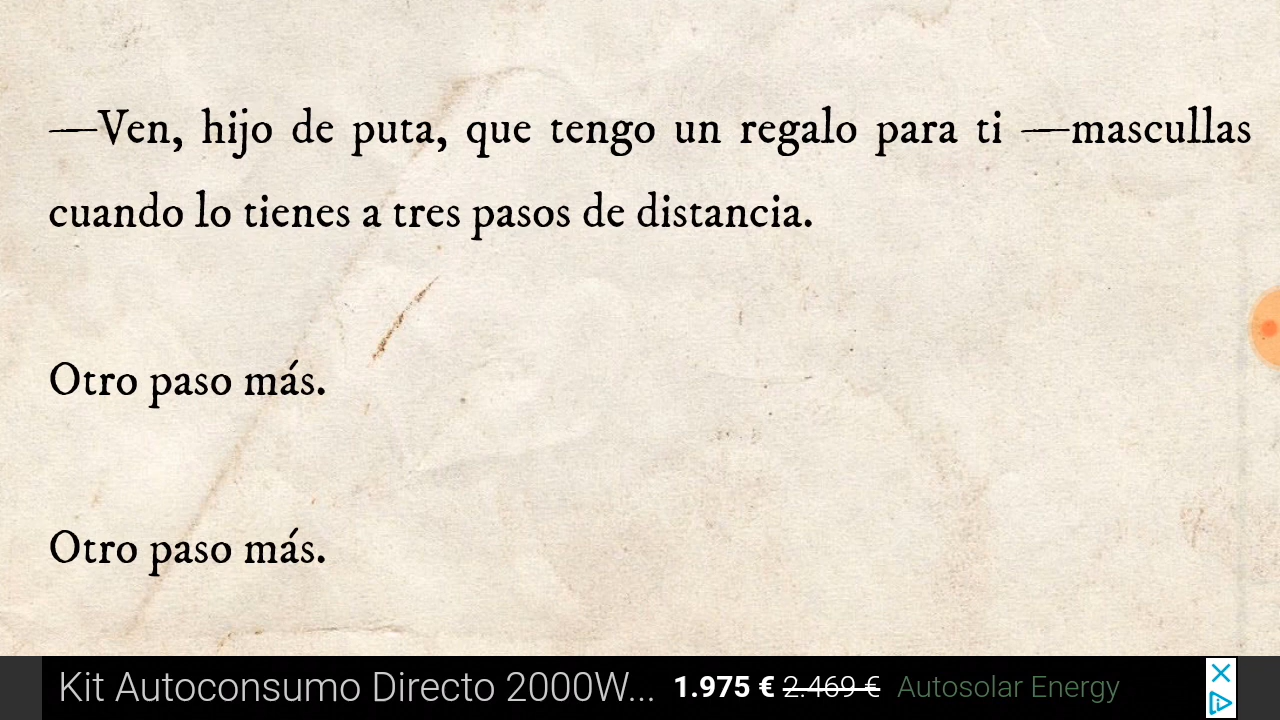 —Ven, hijo de puta, que tengo un regalo para ti —mascullas
cuando lo tienes a tres pasos de distancia.
Otro paso más.
Otro paso más.
Kit Autoconsumo Directo 2000W... 1.975 € 2.469 € Autosolar Energy